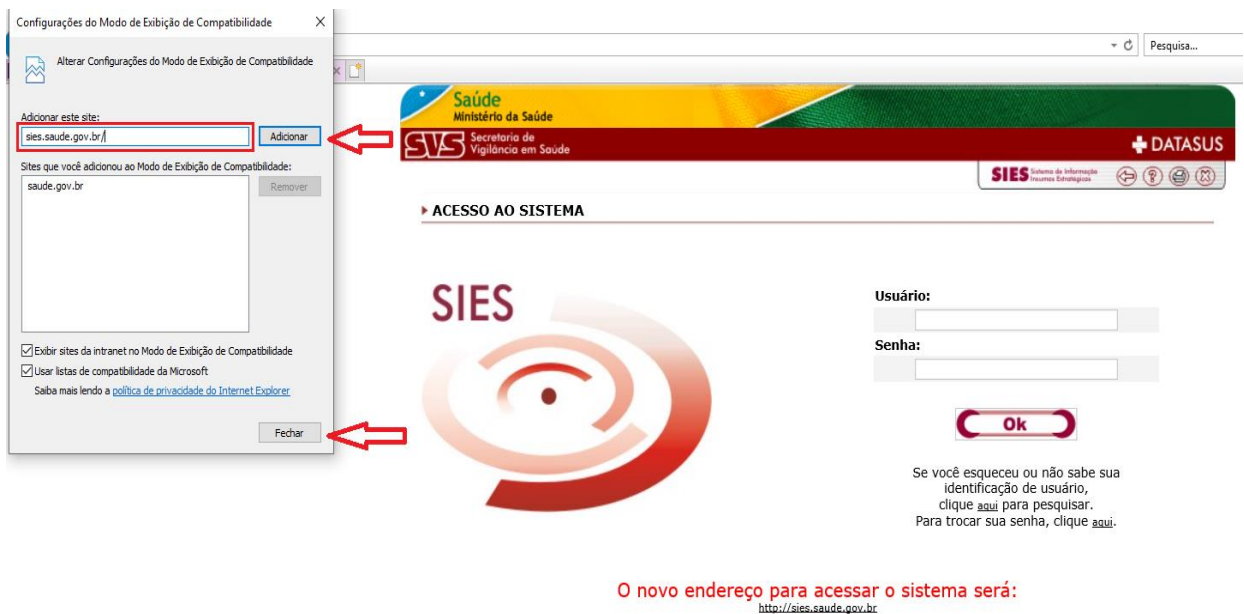 Configurações do Modo de Exibição de Compatibilidade
Alterar Configurações do Modo de Exibição de Compatibilidade
Adicionar este site:
sies.saude.gov.br/
Adicionar
Sites que você adicionou ao Modo de Exibição de Compatibilidade:
saude.gov.br
Remover
Exibir sites da intranet no Modo de Exibição de Compatibilidade
Usar listas de compatibilidade da Microsoft
Saiba mais lendo a política de privacidade do Internet Explorer
Fechar
Pesquisa...
Saúde
Ministério da Saúde
SVS Secretaria de
Vigilância em Saúde
DATASUS
SIES Sistema de Informação
Insumos Estratégicos
ACESSO AO SISTEMA
SIES
Usuário:
Senha:
Ok
Se você esqueceu ou não sabe sua
identificação de usuário,
clique aqui para pesquisar.
Para trocar sua senha, clique aqui.
O novo endereço para acessar o sistema será:
http://sies.saude.gov.br